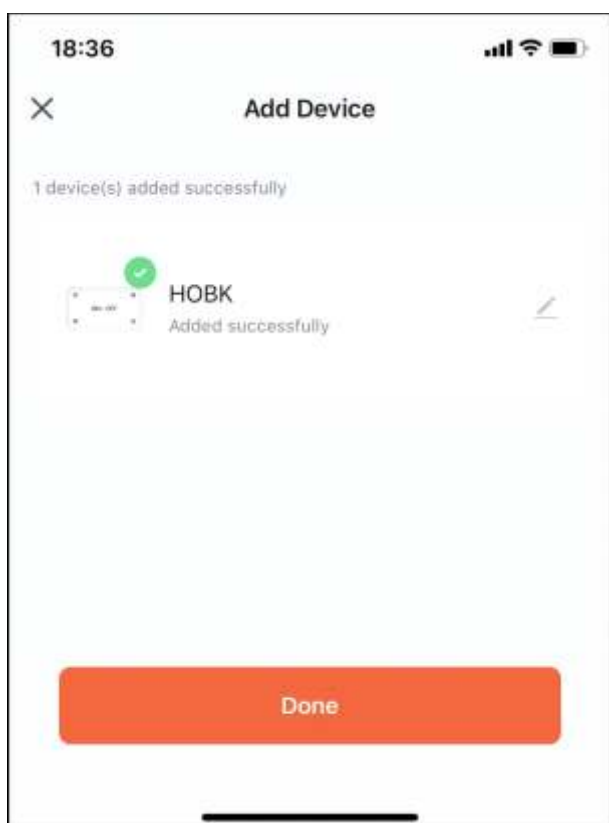 18:36
Add Device
1 device(s) added successfully
HOBK
Added successfully
Done